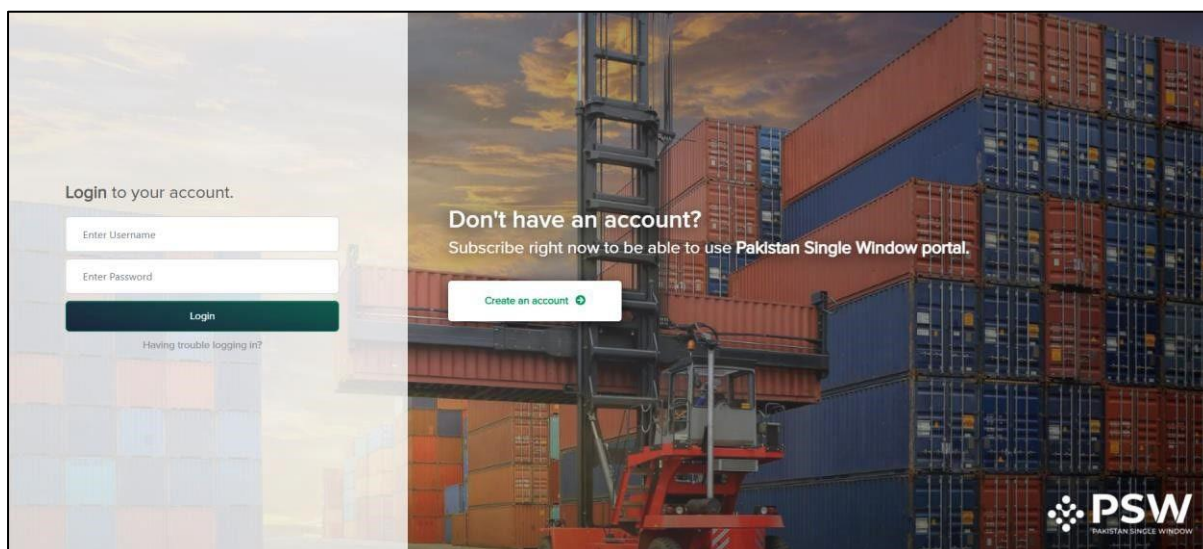 Login to your account.
Enter Username
Enter Password
Login
Having trouble logging in?
Don't have an account?
Subscribe right now to be able to use Pakistan Single Window portal.
Create an account
PSW
PAKISTAN SINGLE WINDOW